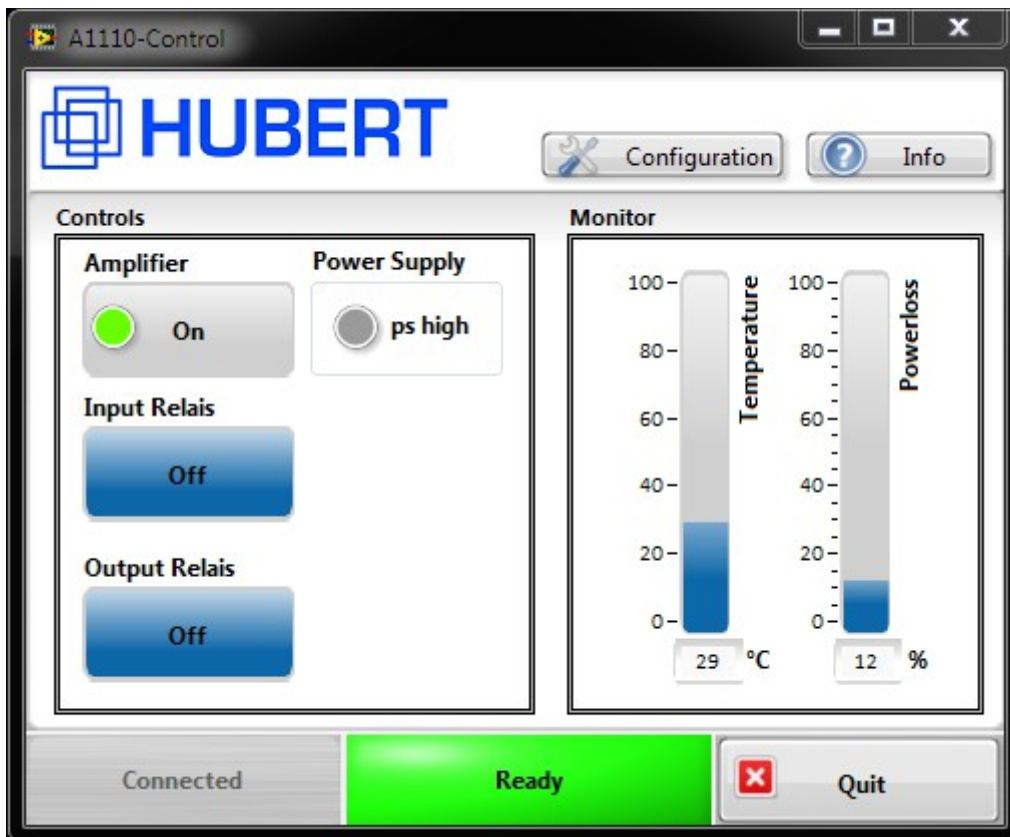 A1110-Control
HUBERT
Configuration
Info
Controls
Monitor
Amplifier
Power Supply
On
ps high
Input Relais
Off
Output Relais
Off
100
80
60
40
20
0
Temperature
29 °C
100
80
60
40
20
0
Powerloss
12 %
Connected
Ready
Quit